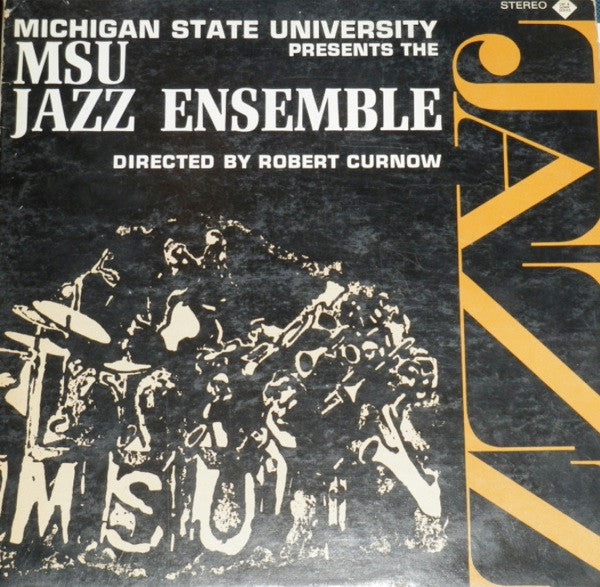 STEREO
MICHIGAN STATE UNIVERSITY
PRESENTS THE
MSU
JAZZ ENSEMBLE
DIRECTED BY ROBERT CURNOW
JAZZ
MSU